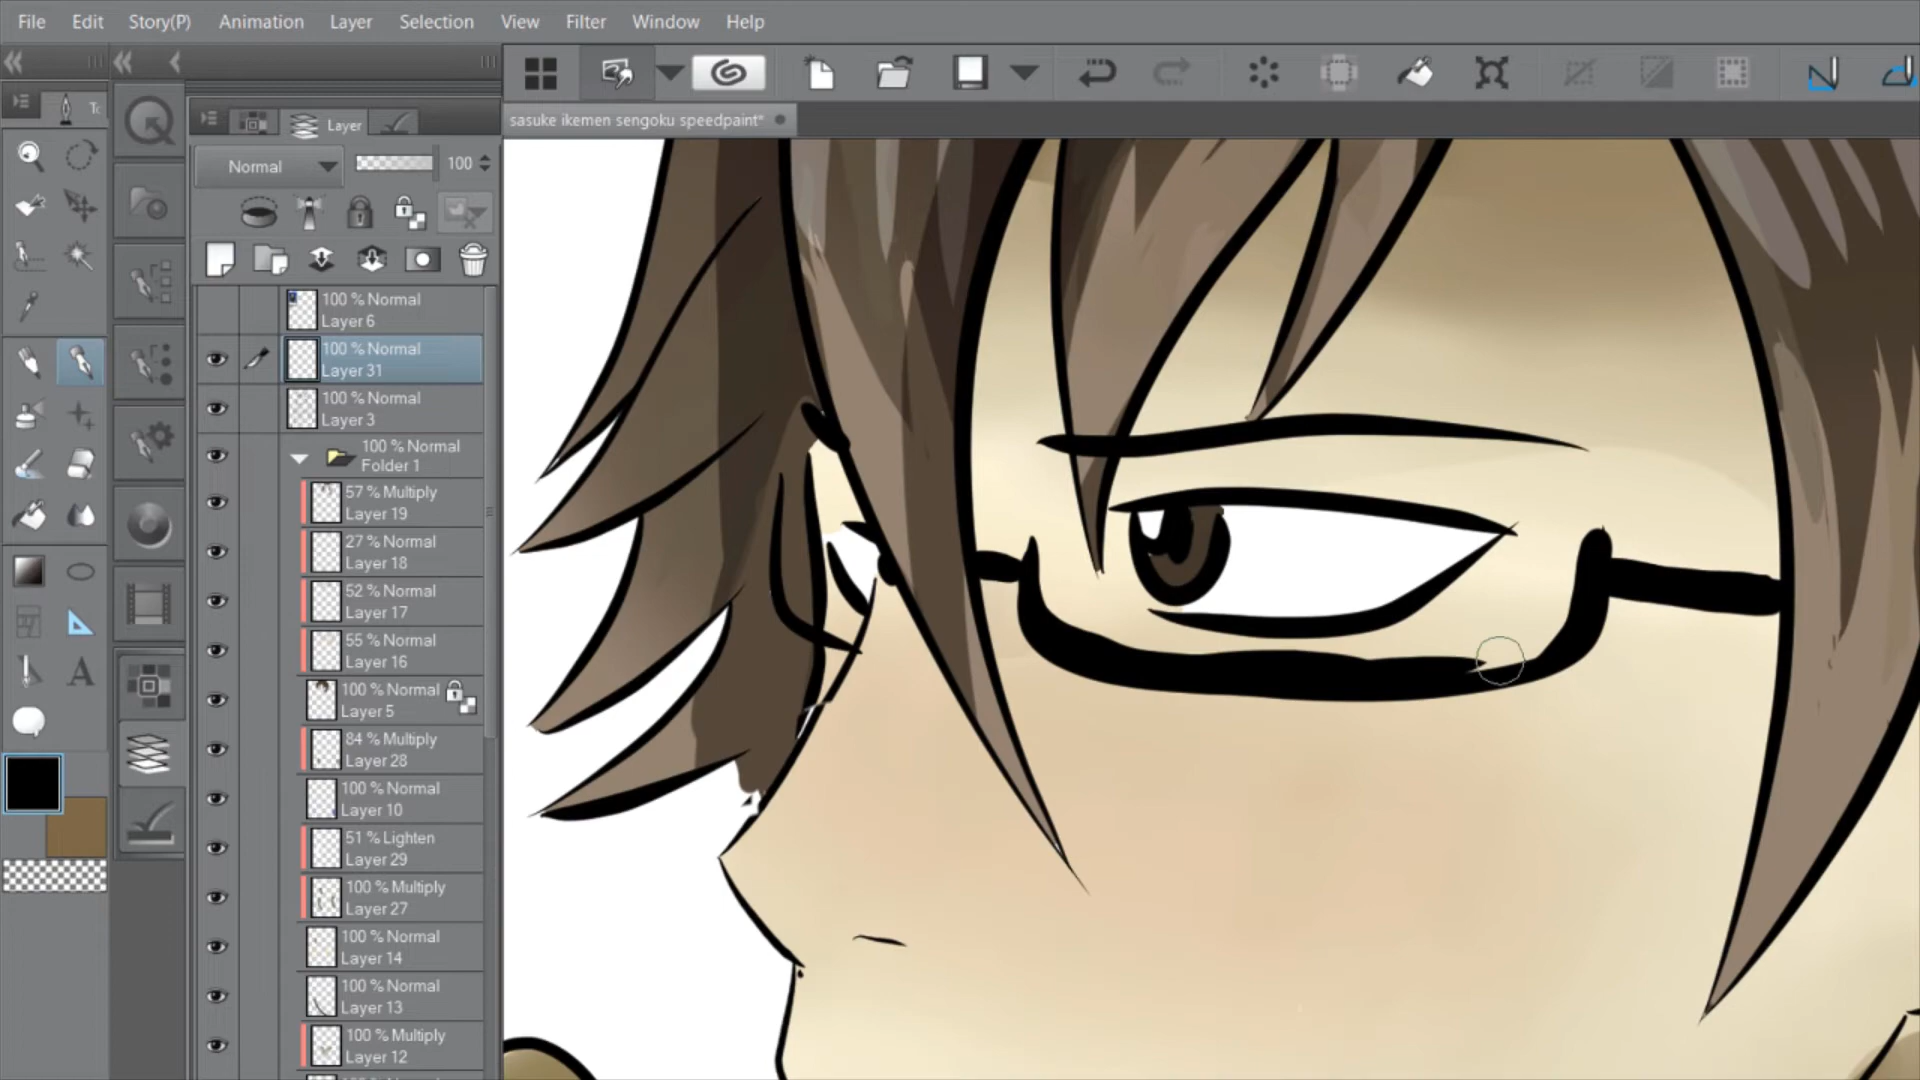 File Edit Story(P) Animation Layer Selection View Filter Window Help
sasuke ikemen sengoku speedpaint*
Layer
Normal 100
100 % Normal
Layer 6
100 % Normal
Layer 31
100 % Normal
Layer 3
100 % Normal
Folder 1
57 % Multiply
Layer 19
27 % Normal
Layer 18
52 % Normal
Layer 17
55 % Normal
Layer 16
100 % Normal
Layer 5
84 % Multiply
Layer 28
100 % Normal
Layer 10
51 % Lighten
Layer 29
100 % Multiply
Layer 27
100 % Normal
Layer 14
100 % Normal
Layer 13
100 % Multiply
Layer 12